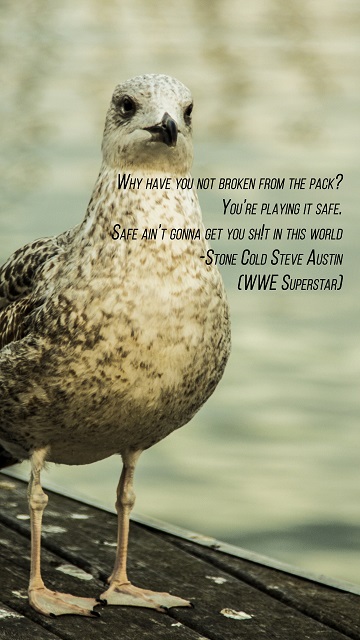 Why have you not broken from the pack?
You're playing it safe.
Safe ain't gonna get you sh!t in this world
-Stone Cold Steve Austin
(WWE Superstar)